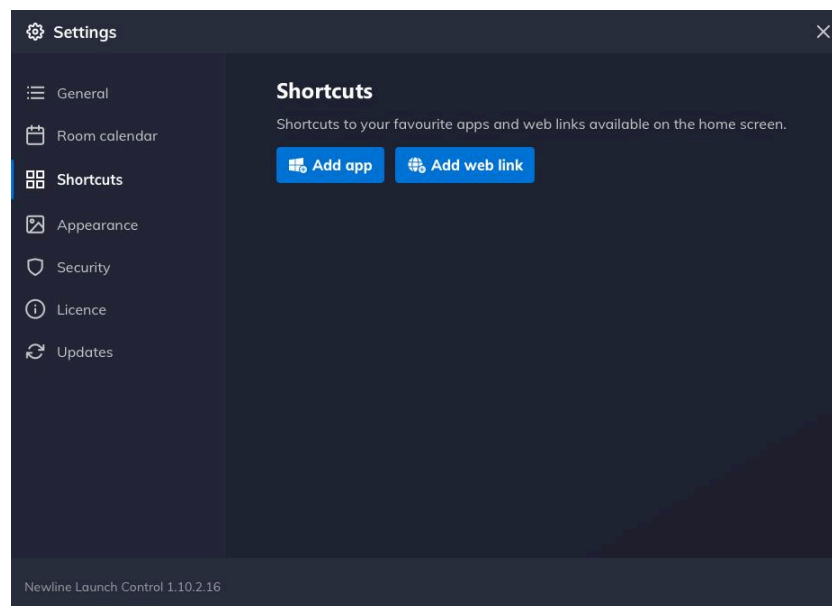 Settings
General
Room calendar
Shortcuts
Appearance
Security
Licence
Updates
Shortcuts
Shortcuts to your favourite apps and web links available on the home screen.
Add app
Add web link
Newline Launch Control 1.10.2.16